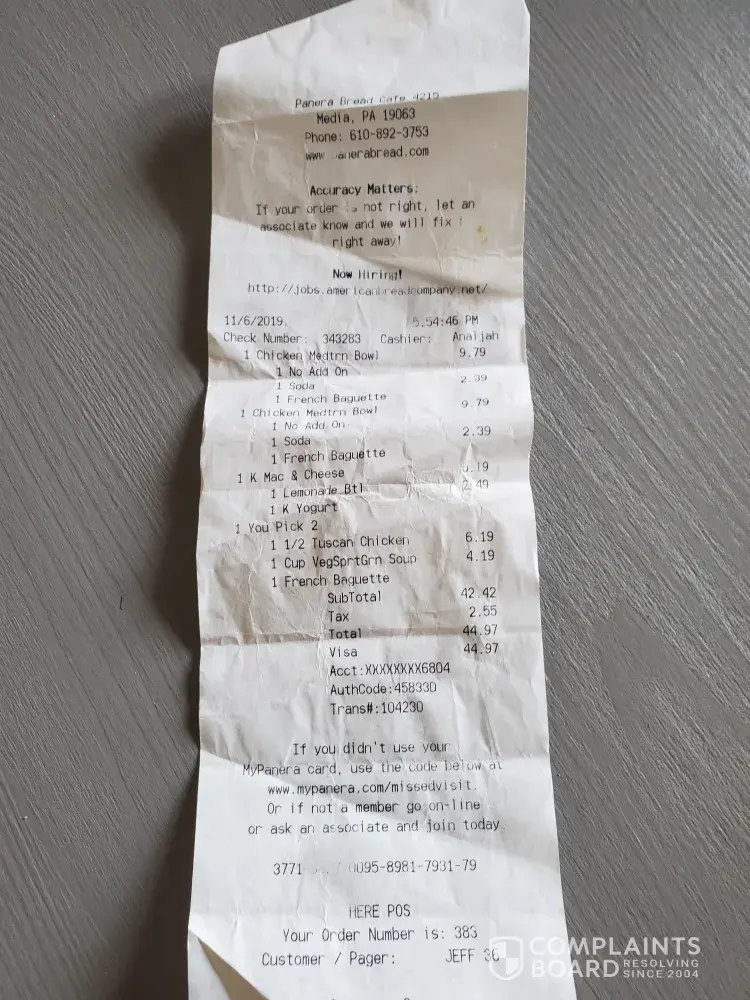 Panera Bread Cafe 4215
Media, PA 19063
Phone: 610-892-3753
www.panerabread.com
Accuracy Matters:
If your order is not right, let an
associate know and we will fix
right away!
Now Hiring!
http://jobs.americanbreadcompany.net/
11/6/2019 5:54:46 PM
Check Number: 343283 Cashier: Anaijah
1 Chicken Medtrn Bowl 9.79
1 No Add On
1 Soda 2.39
1 French Baguette
1 Chicken Medtrn Bowl 9.79
1 No Add On
1 Soda 2.39
1 French Baguette
1 K Mac & Cheese 5.19
1 Lemonade Btl 2.49
1 K Yogurt
1 You Pick 2
1 1/2 Tuscan Chicken 6.19
1 Cup VegSprtGrn Soup 4.19
1 French Baguette
SubTotal 42.42
Tax 2.55
Total 44.97
Visa 44.97
Acct:XXXXXXXX6804
AuthCode:45833D
Trans#:104230
If you didn't use your
MyPanera card, use the code below at
www.mypanera.com/missedvisit.
Or if not a member go on-line
or ask an associate and join today
3771
HERE POS
Your Order Number is: 383
Customer / Pager: JEFF
COMPLAINTS
BOARD RESOLVING
SINCE 2004